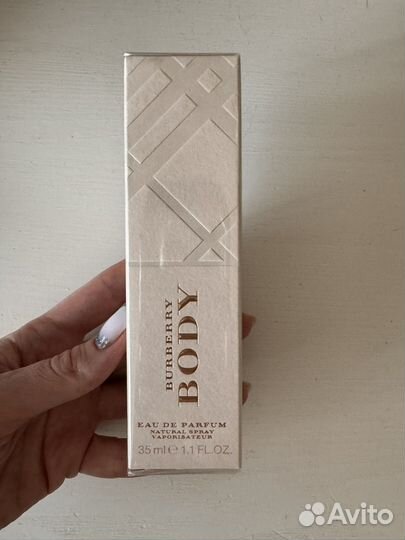 BURBERRY
BODY
EAU DE PARFUM
NATURAL SPRAY
VAPORISATEUR
35 ml ℮ 1.1 FL.OZ.
Avito